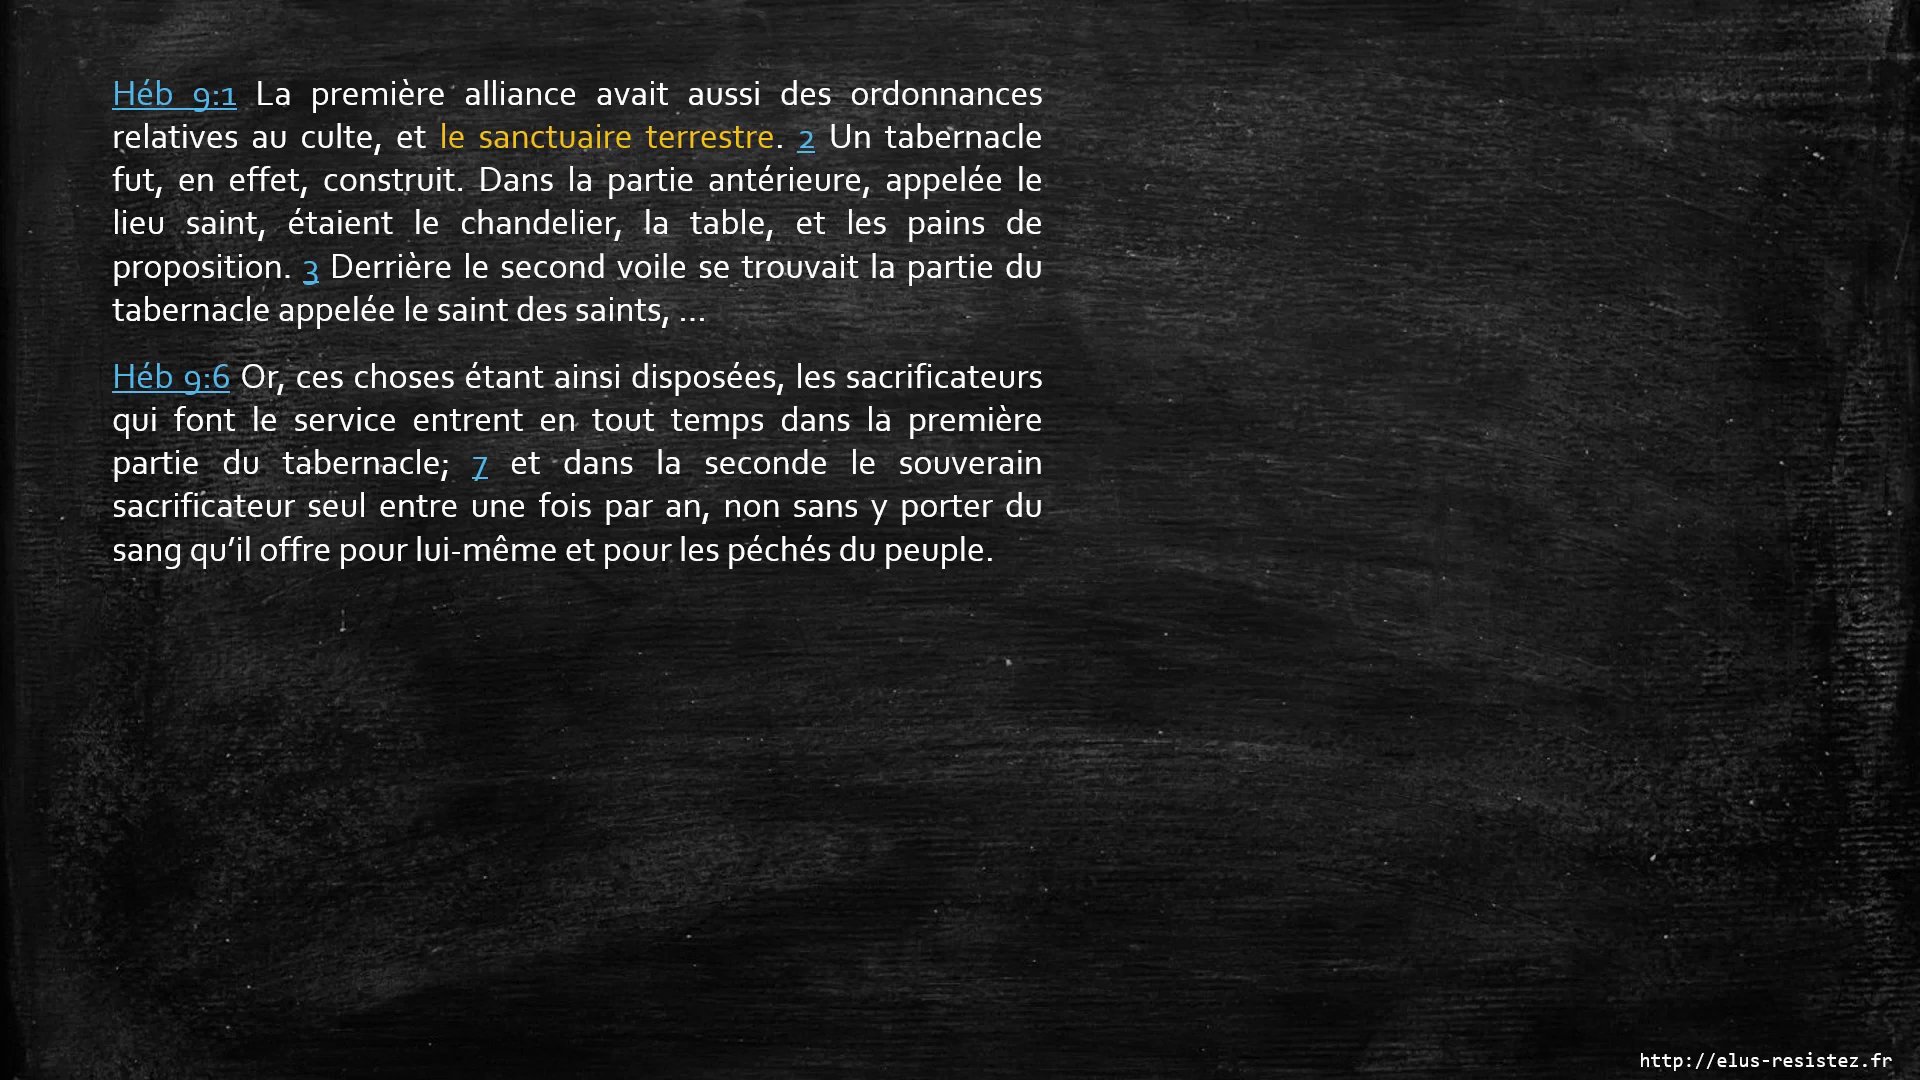 Héb 9:1 La première alliance avait aussi des ordonnances
relatives au culte, et le sanctuaire terrestre. 2 Un tabernacle
fut, en effet, construit. Dans la partie antérieure, appelée le
lieu saint, étaient le chandelier, la table, et les pains de
proposition. 3 Derrière le second voile se trouvait la partie du
tabernacle appelée le saint des saints, ...
Héb 9:6 Or, ces choses étant ainsi disposées, les sacrificateurs
qui font le service entrent en tout temps dans la première
partie du tabernacle; 7 et dans la seconde le souverain
sacrificateur seul entre une fois par an, non sans y porter du
sang qu’il offre pour lui-même et pour les péchés du peuple.
http://elus-resistez.fr